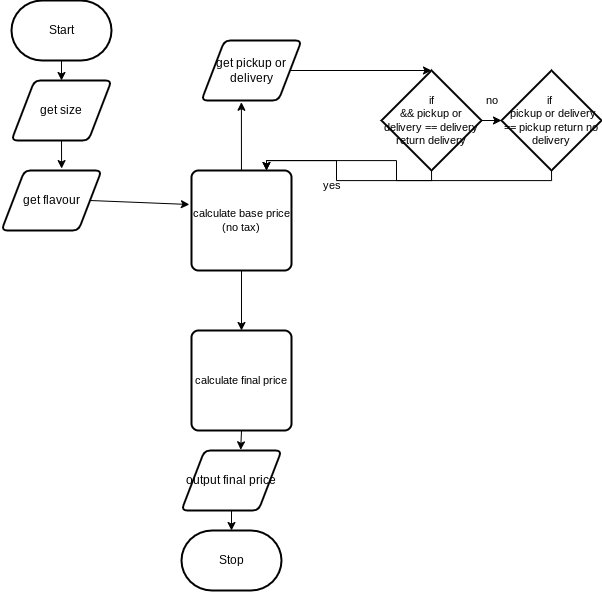 Start
get size
get flavour
get pickup or
delivery
if
&& pickup or
delivery == delivery
return delivery
no
if
pickup or delivery
== pickup return no
delivery
yes
calculate base price
(no tax)
calculate final price
output final price
Stop